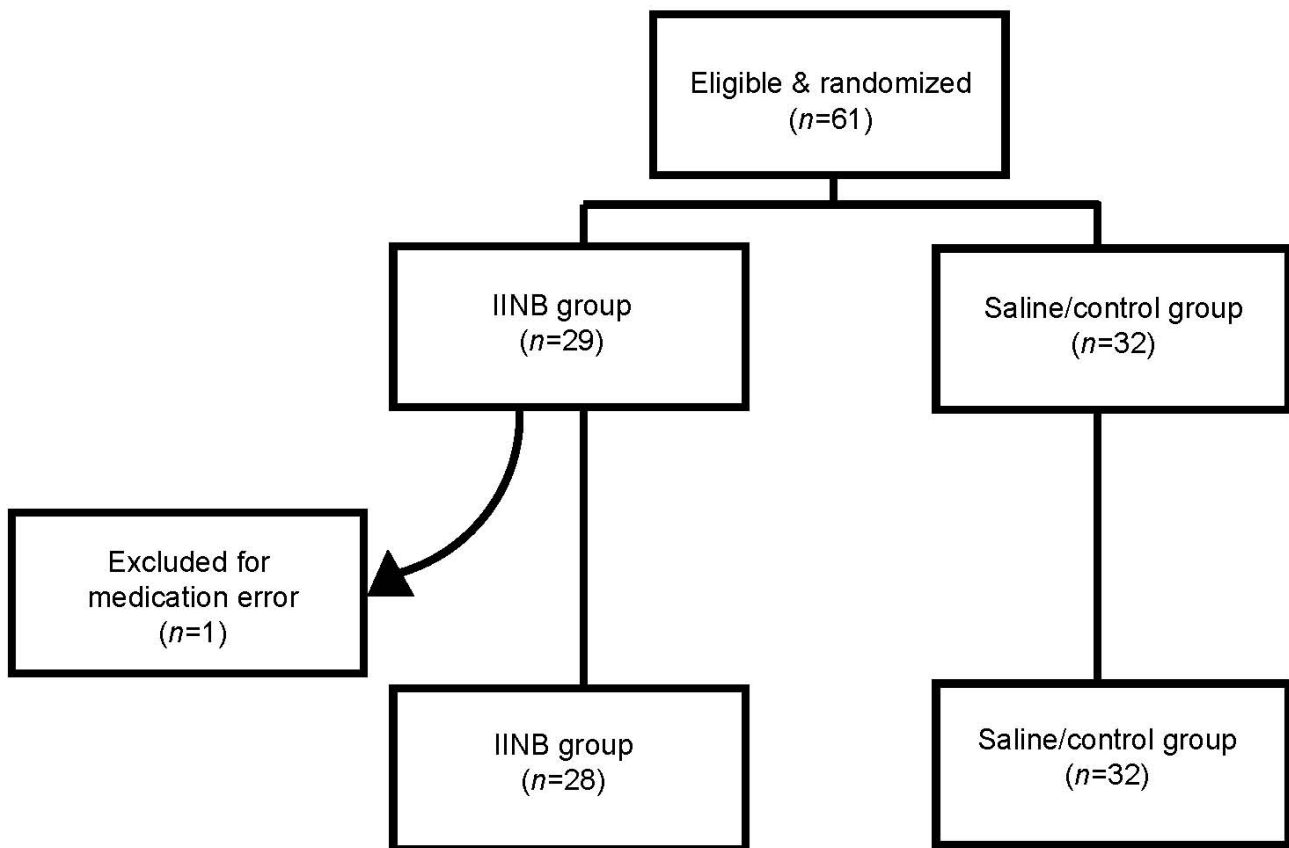 Eligible & randomized
(n=61)
IINB group
(n=29)
Saline/control group
(n=32)
Excluded for
medication error
(n=1)
IINB group
(n=28)
Saline/control group
(n=32)